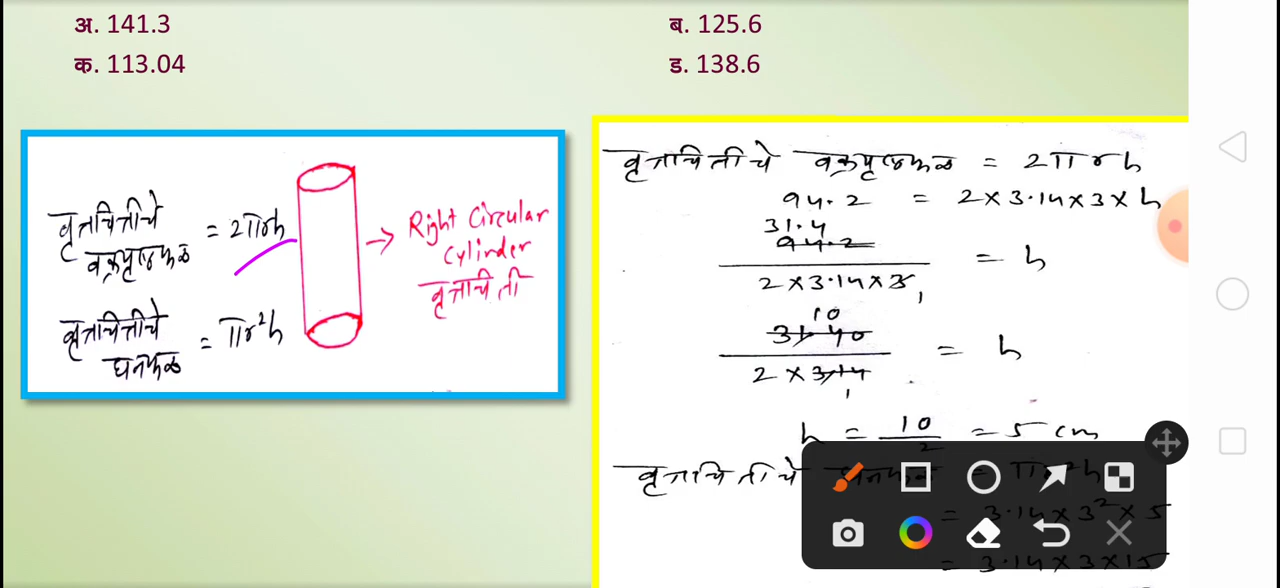 अ. 141.3
ब. 125.6
क. 113.04
ड. 138.6
वृत्तचित्तीचे वक्रपृष्ठफळ = 2πrh
→ Right Circular
Cylinder
वृत्तचिती
वृत्तचित्तीचे घनफळ = πr²h
वृत्तचितीचे वक्रपृष्ठफळ = 2πrh
94.2 = 2×3.14×3×h
31.4
94.2
2×3.14×3 = h
1
10
31.40
2×3.14 = h
1
h = 10/2 = 5 cm
वृत्तचितीचे = πr²h
= 3.14×3²×5
= 3.14×3×15